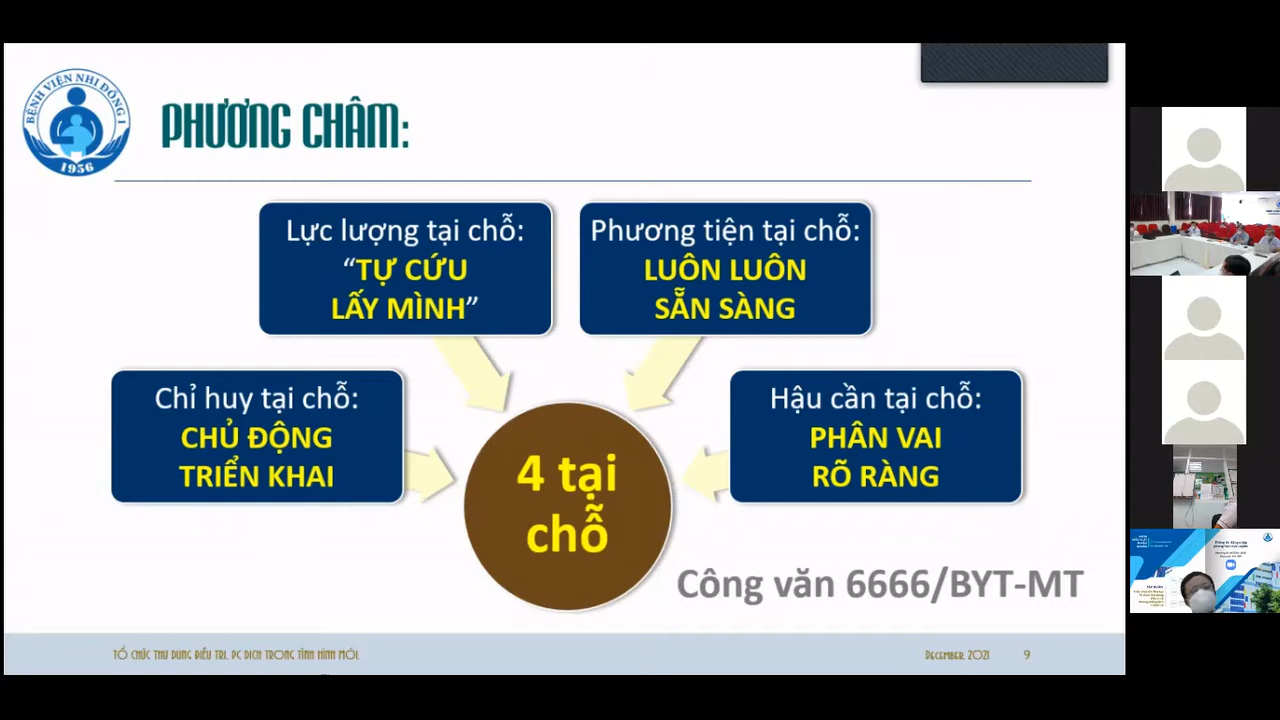 BỆNH VIỆN NHI ĐỒNG 1
1956
PHƯƠNG CHÂM:
Lực lượng tại chỗ:
“TỰ CỨU
LẤY MÌNH”
Phương tiện tại chỗ:
LUÔN LUÔN
SẴN SÀNG
Chỉ huy tại chỗ:
CHỦ ĐỘNG
TRIỂN KHAI
Hậu cần tại chỗ:
PHÂN VAI
RÕ RÀNG
4 tại
chỗ
Công văn 6666/BYT-MT
TỔ CHỨC THU DUNG ĐIỀU TRỊ, PC DỊCH TRONG TÌNH HÌNH MỚI.
DECEMBER, 2021
9